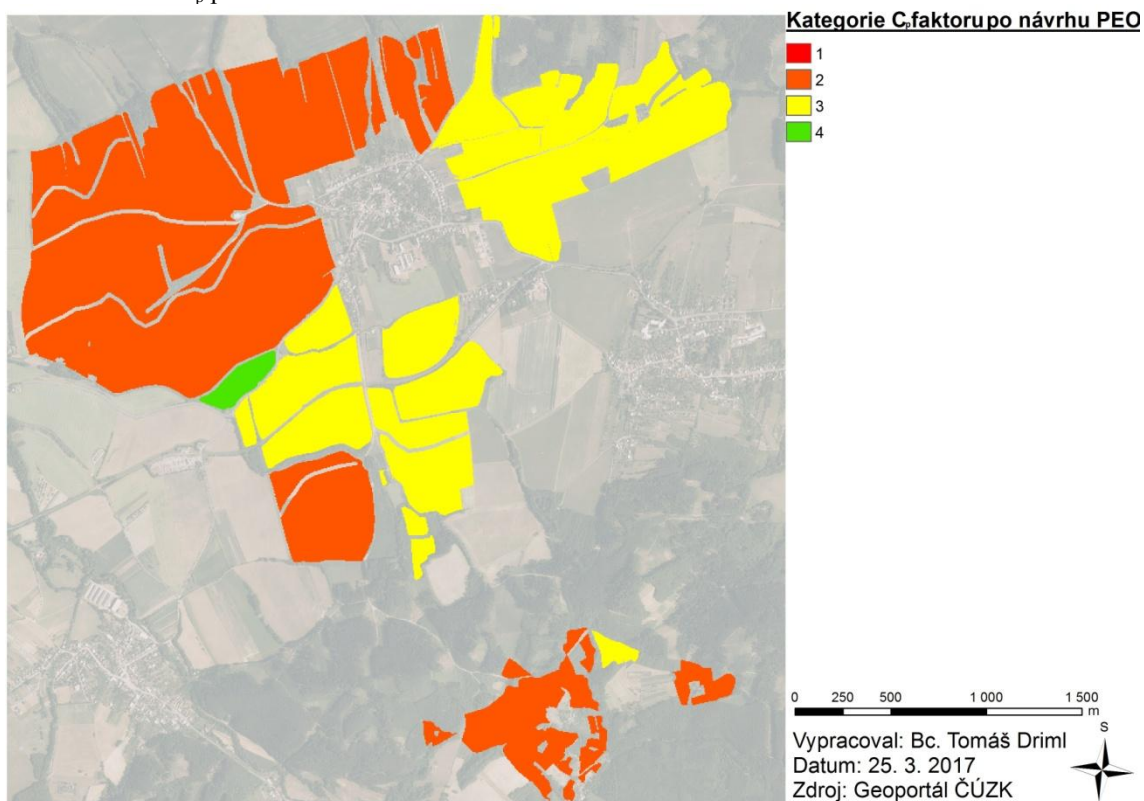 Kategorie Cₚfaktoru po návrhu PEO
1
2
3
4
0 250 500 1 000 1 500
m
S
Vypracoval: Bc. Tomáš Driml
Datum: 25. 3. 2017
Zdroj: Geoportál ČÚZK